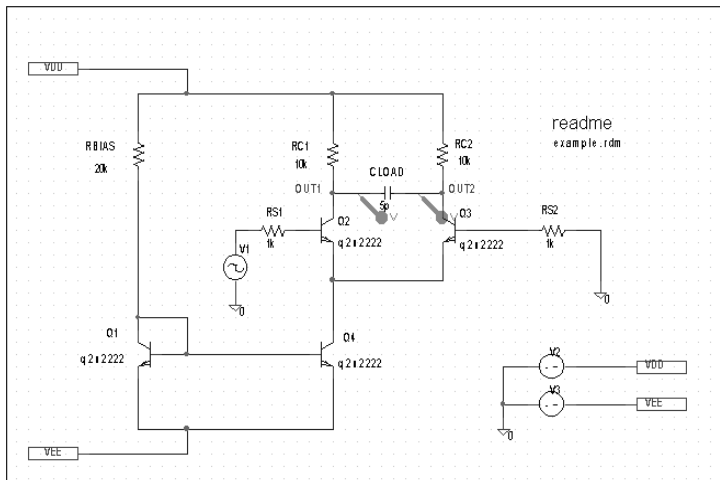 VDD
readme
example.rdm
RBIAS
20k
RC1
10k
RC2
10k
CLOAD
5p
OUT1
OUT2
V
V
RS1
1k
Q2
q2n2222
Q3
q2n2222
RS2
1k
V1
0
0
Q1
q2n2222
Q4
q2n2222
V2
VDD
V3
VEE
0
VEE